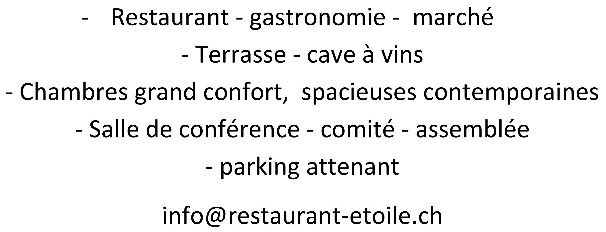 - Restaurant - gastronomie - marché
- Terrasse - cave à vins
- Chambres grand confort, spacieuses contemporaines
- Salle de conférence - comité - assemblée
- parking attenant
info@restaurant-etoile.ch